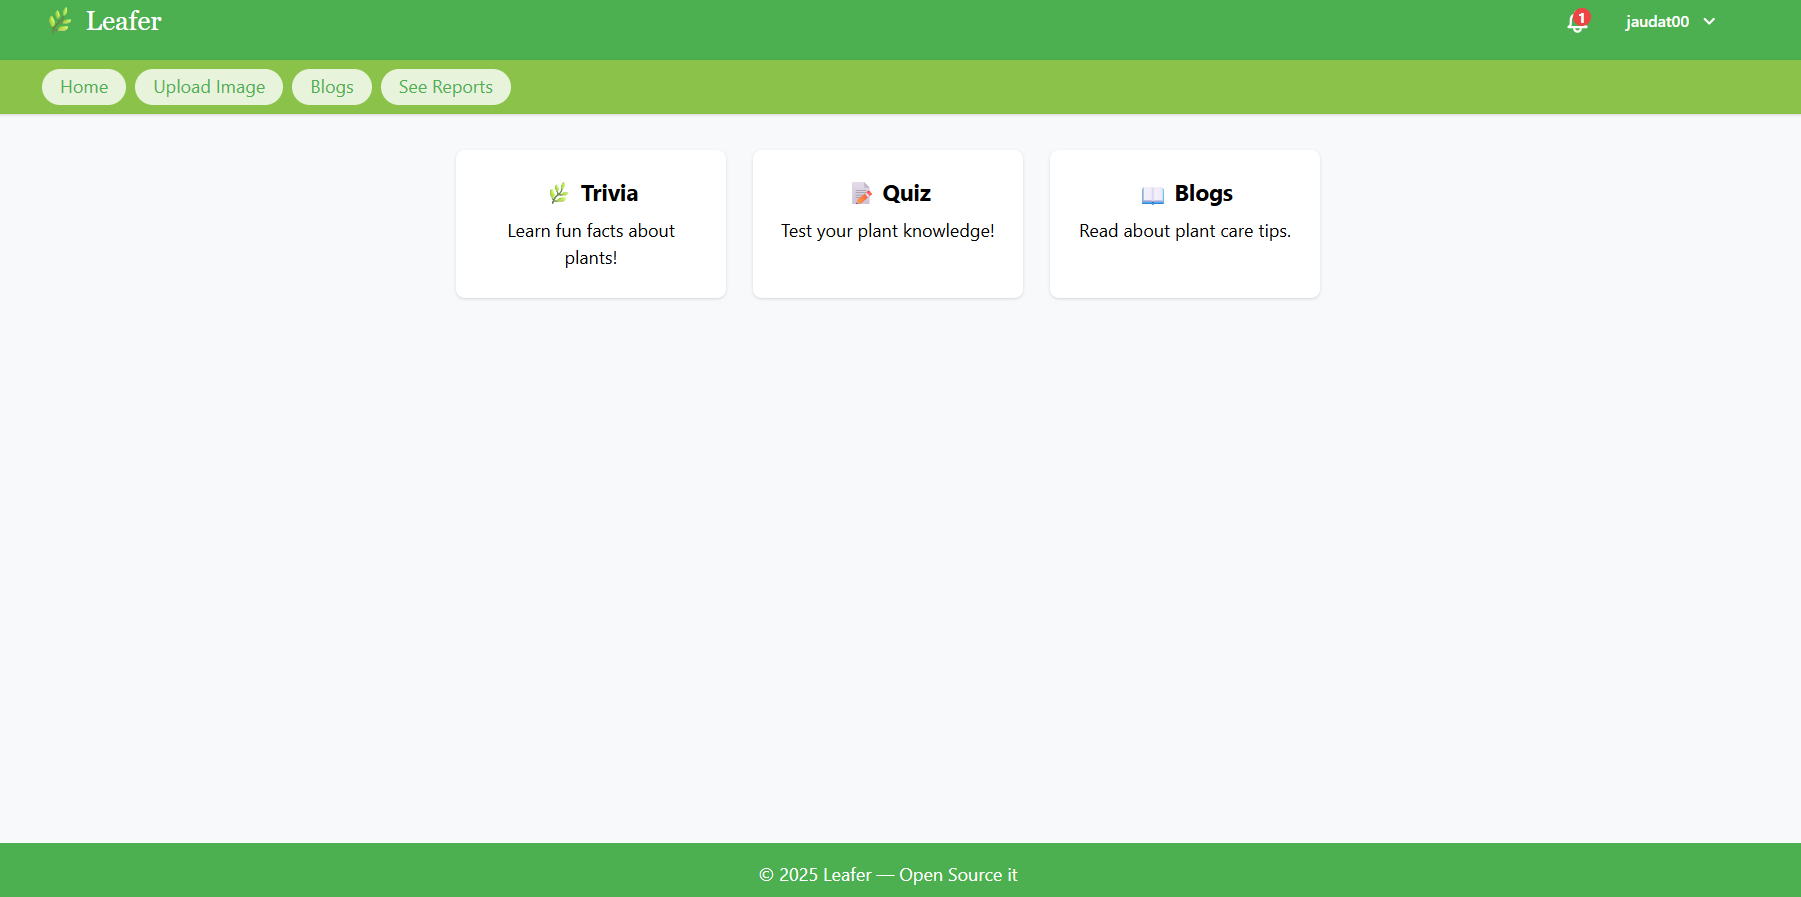 🌿 Leafer
1
jaudat00
Home
Upload Image
Blogs
See Reports
🌿 Trivia
Learn fun facts about
plants!
📝 Quiz
Test your plant knowledge!
📖 Blogs
Read about plant care tips.
© 2025 Leafer — Open Source it